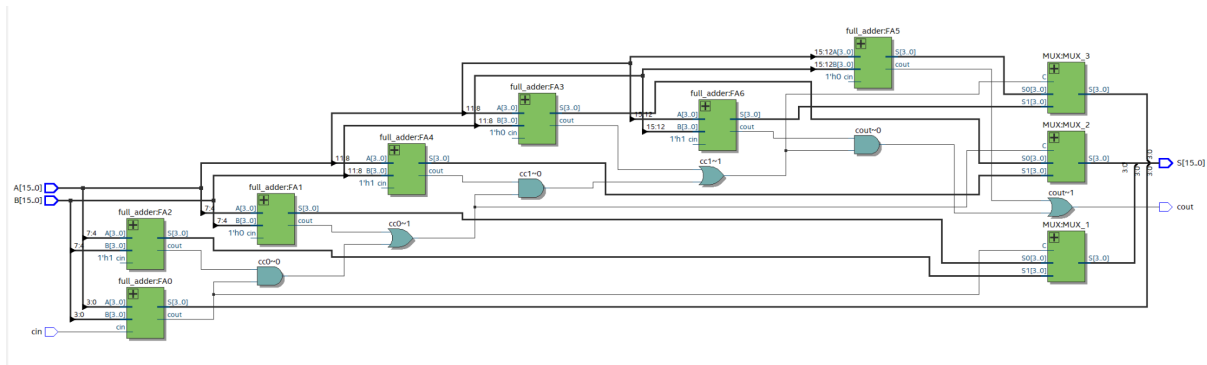 full_adder:FA5
15:12 A[3..0] S[3..0]
15:12 B[3..0] cout
1'h0 cin
MUX:MUX_3
C
S0[3..0] S[3..0]
S1[3..0]
full_adder:FA3
11:8 A[3..0] S[3..0]
11:8 B[3..0] cout
1'h0 cin
full_adder:FA6
15:12 A[3..0] S[3..0]
15:12 B[3..0] cout
1'h1 cin
cout~0
MUX:MUX_2
C
S0[3..0] S[3..0]
S1[3..0]
full_adder:FA4
11:8 A[3..0] S[3..0]
11:8 B[3..0] cout
1'h1 cin
cc1~0
cc1~1
3:0
3:0
3:0
S[15..0]
A[15..0]
B[15..0]
full_adder:FA1
7:4 A[3..0] S[3..0]
7:4 B[3..0] cout
1'h0 cin
cc0~1
cout~1
cout
full_adder:FA2
7:4 A[3..0] S[3..0]
7:4 B[3..0] cout
1'h1 cin
cc0~0
MUX:MUX_1
C
S0[3..0] S[3..0]
S1[3..0]
full_adder:FA0
3:0 A[3..0] S[3..0]
3:0 B[3..0] cout
cin
cin